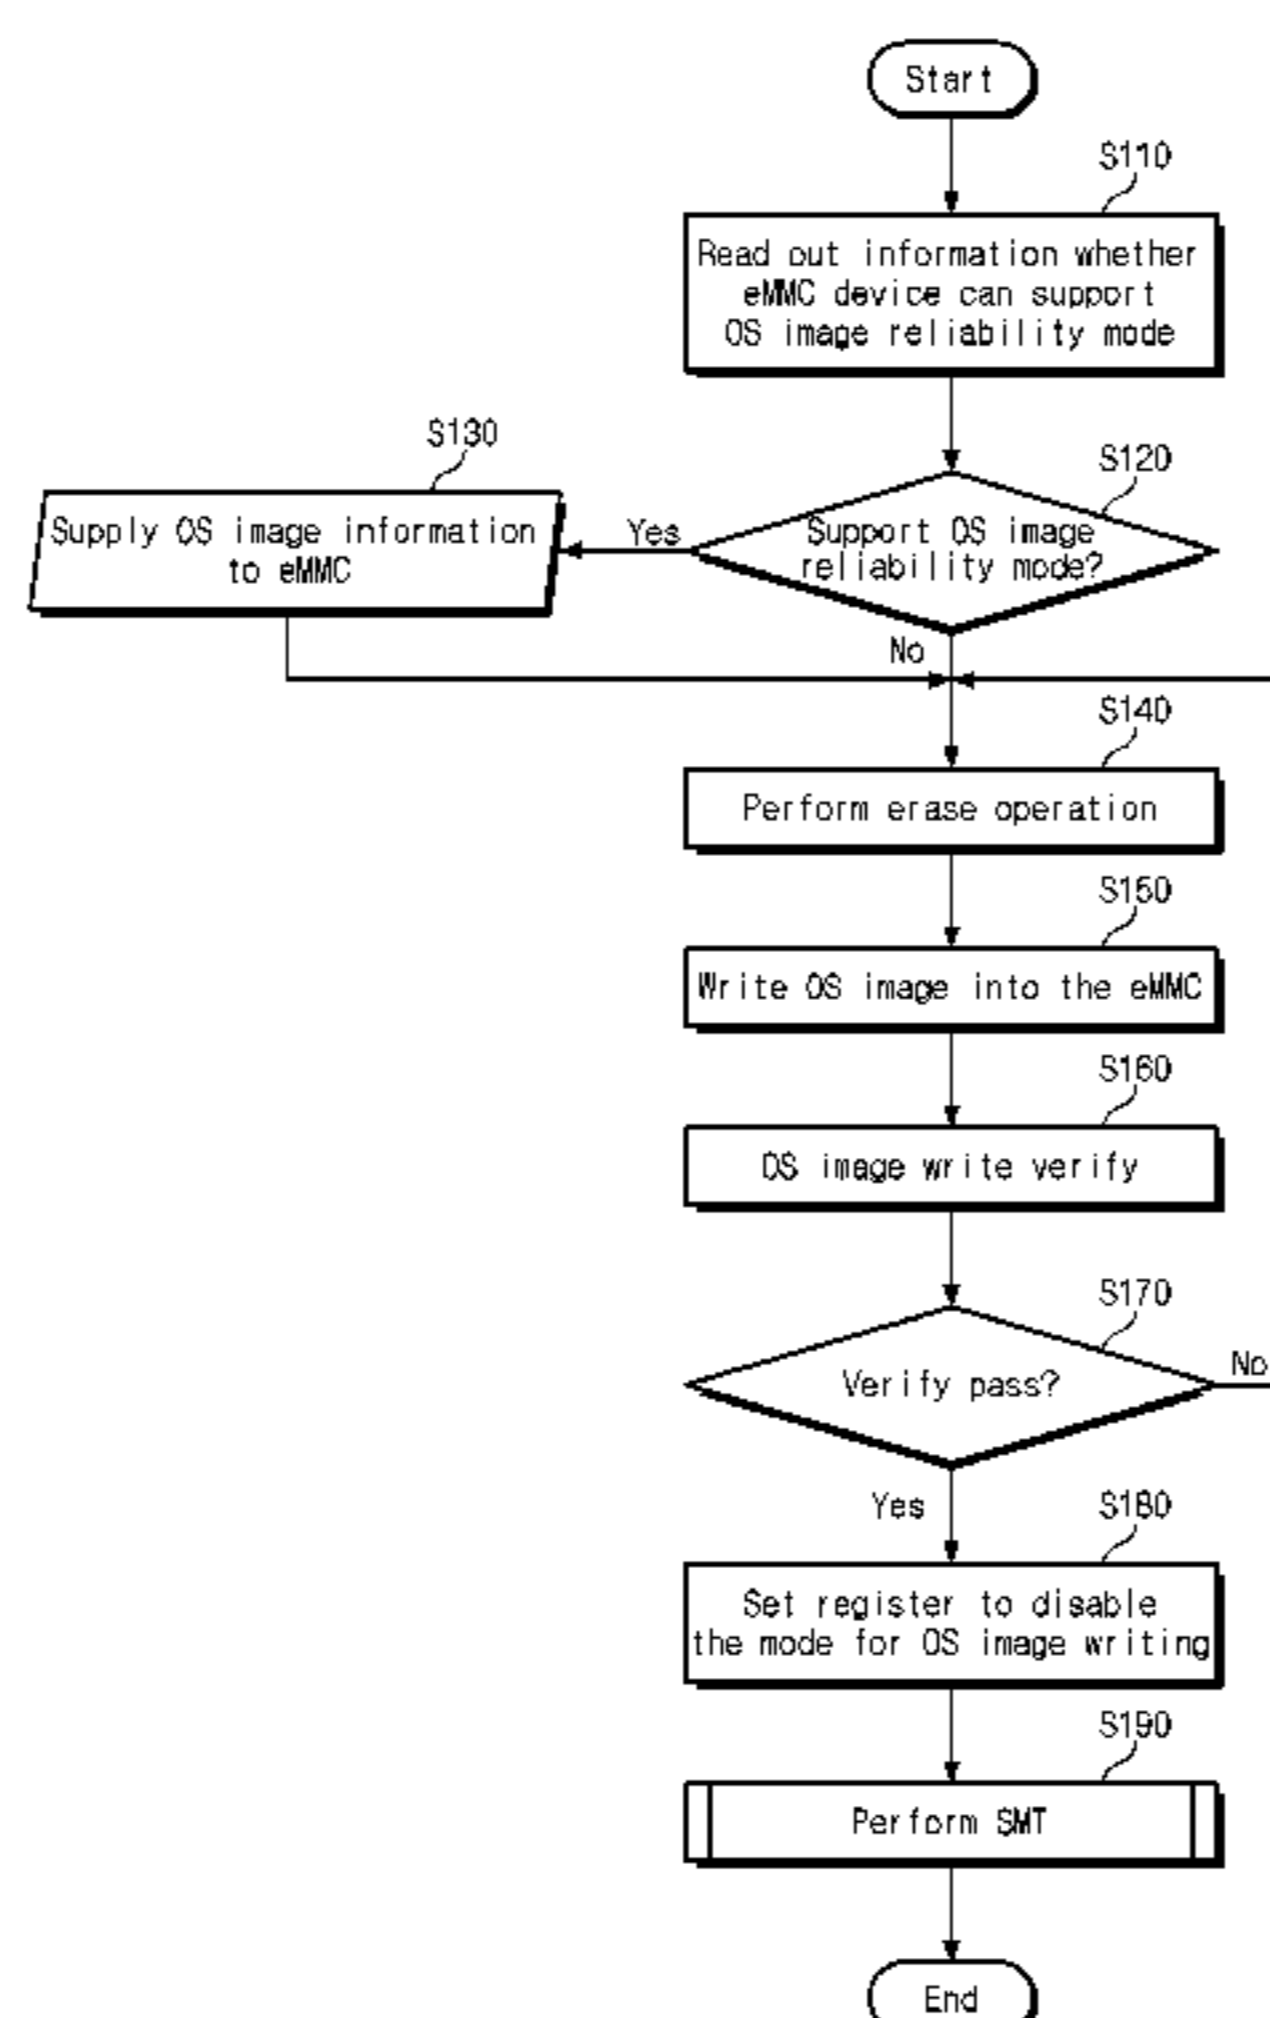 Start
S110
Read out information whether
eMMC device can support
OS image reliability mode
S130
S120
Supply OS image information
to eMMC
Yes
Support OS image
reliability mode?
No
S140
Perform erase operation
S150
Write OS image into the eMMC
S160
OS image write verify
S170
Verify pass?
No
Yes
S180
Set register to disable
the mode for OS image writing
S190
Perform SMT
End